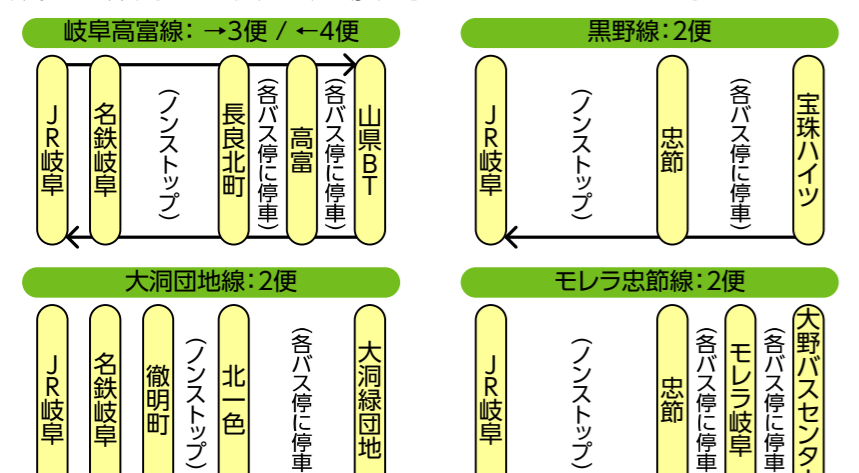 岐阜高富線：→3便 / ←4便
JR岐阜
名鉄岐阜
（ノンストップ）
長良北町
（各バス停に停車）
高富
（各バス停に停車）
山県BT
黒野線：2便
JR岐阜
（ノンストップ）
忠節
（各バス停に停車）
宝珠ハイツ
大洞団地線：2便
JR岐阜
名鉄岐阜
徹明町
（ノンストップ）
北一色
（各バス停に停車
大洞緑団地
モレラ忠節線：2便
JR岐阜
（ノンストップ）
忠節
（各バス停に停車
モレラ岐阜
（各バス停に停車
大野バスセンター